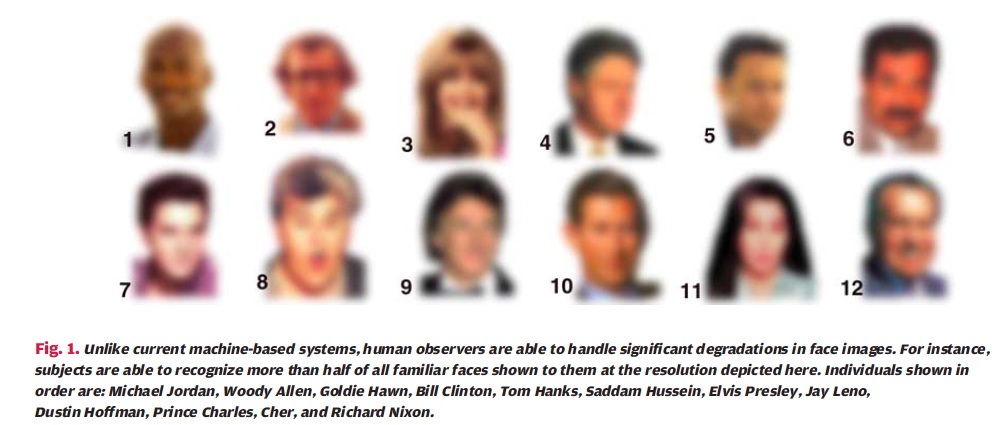 1 2 3 4 5 6
7 8 9 10 11 12
Fig. 1. Unlike current machine-based systems, human observers are able to handle significant degradations in face images. For instance,
subjects are able to recognize more than half of all familiar faces shown to them at the resolution depicted here. Individuals shown in
order are: Michael Jordan, Woody Allen, Goldie Hawn, Bill Clinton, Tom Hanks, Saddam Hussein, Elvis Presley, Jay Leno,
Dustin Hoffman, Prince Charles, Cher, and Richard Nixon.